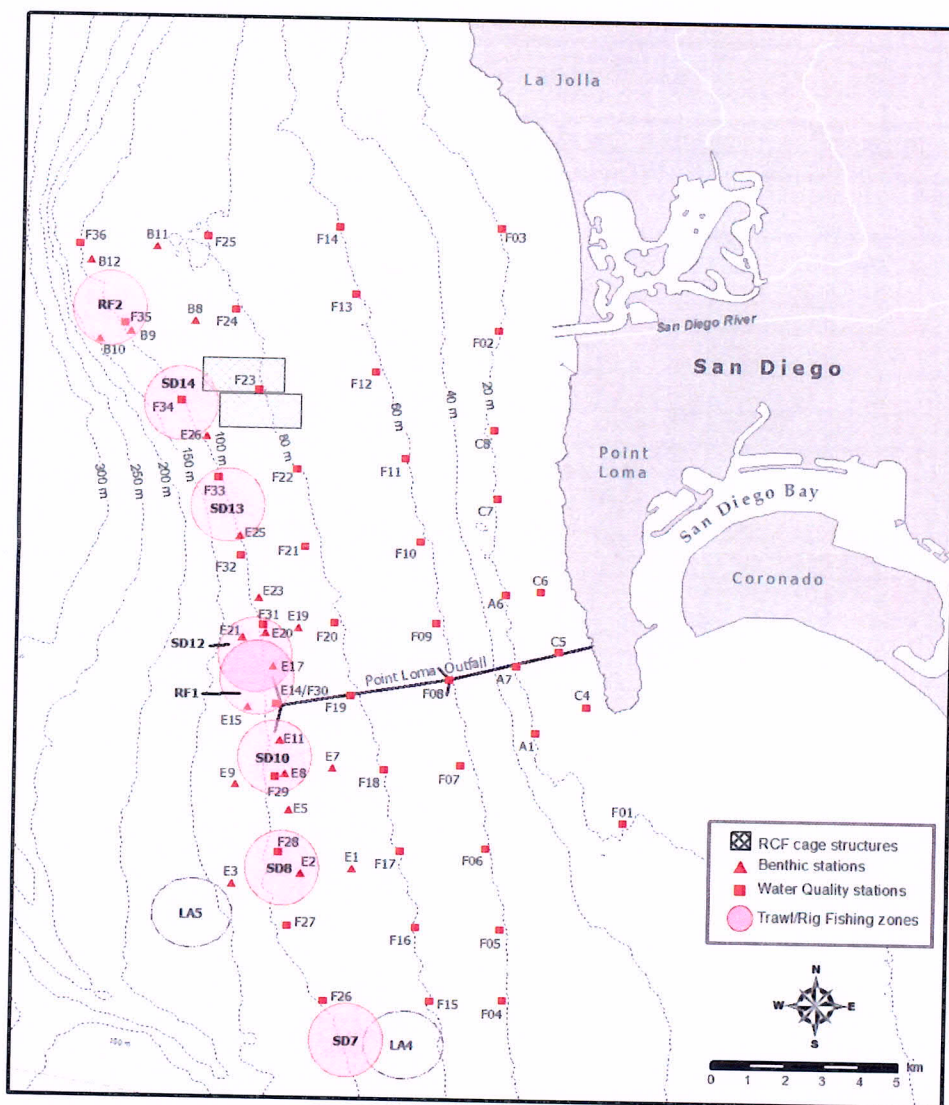 La Jolla
F36
B11
F25
F14
F03
B12
RF2
F35
B8
F24
F13
B9
B10
San Diego River
F02
SD14
F23
F12
San Diego
F34
E26
60 m
40 m
20 m
C8
300 m
250 m
200 m
150 m
100 m
80 m
F33
F22
F11
Point
Loma
SD13
C7
San Diego Bay
E25
F32
F21
F10
Coronado
E23
A6
C6
F31
E19
E21
E20
F20
F09
SD12
E17
Point Loma Outfall
C5
A7
RF1
E14/F30
F19
F08
C4
E15
E11
A1
SD10
E7
E9
E8
F29
F18
F07
E5
F01
F28
SD8
E2
E1
F17
F06
E3
LA5
F27
F16
F05
F26
F15
F04
SD7
LA4
RCF cage structures
Benthic stations
Water Quality stations
Trawl/Rig Fishing zones
N
W
E
S
0 1 2 3 4 5 km